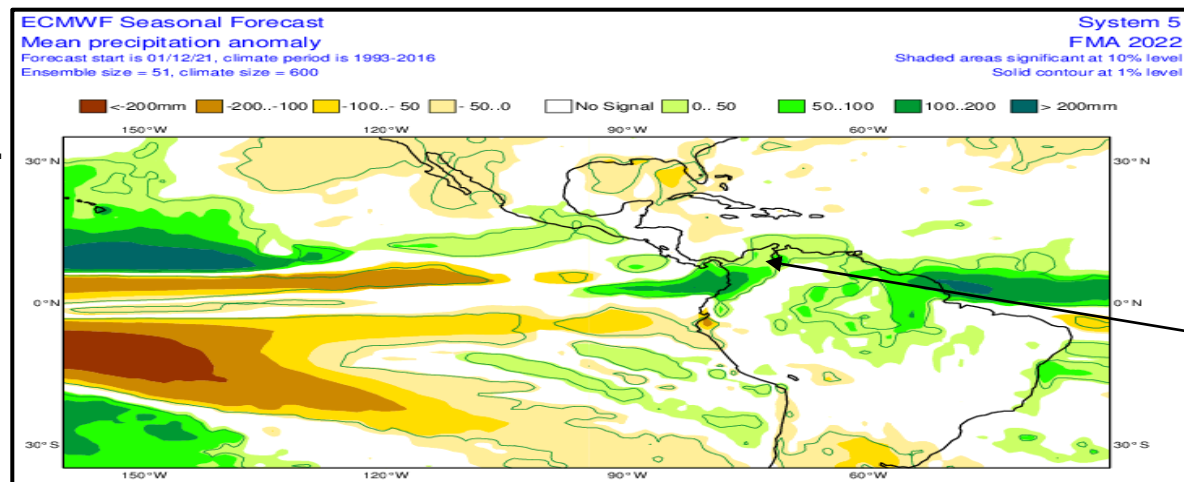 ECMWF Seasonal Forecast System 5
Mean precipitation anomaly FMA 2022
Forecast start is 01/12/21, climate period is 1993-2016 Shaded areas significant at 10% level
Ensemble size = 51, climate size = 600 Solid contour at 1% level
<-200mm -200..-100 -100..- 50 - 50..0 No Signal 0.. 50 50..100 100..200 > 200mm
150°W 120°W 90°W 60°W
30°N 30°N
0°N 0°N
30°S 30°S
150°W 120°W 90°W 60°W